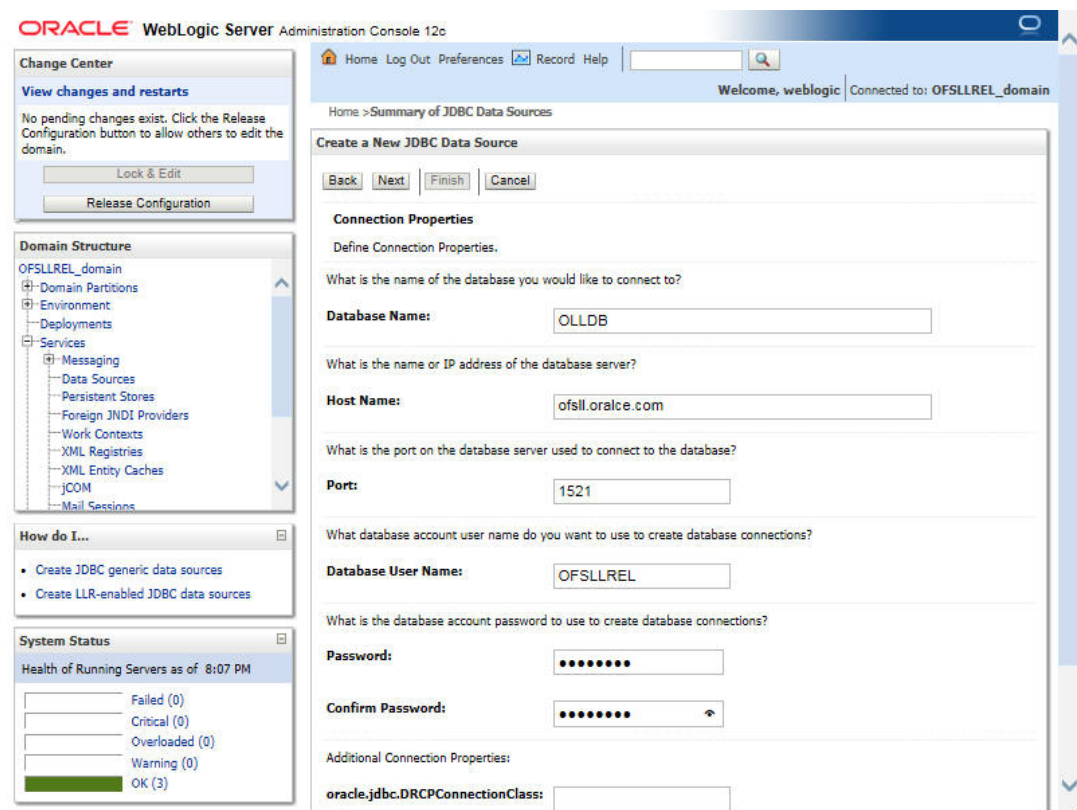 ORACLE WebLogic Server Administration Console 12c
Change Center
View changes and restarts
No pending changes exist. Click the Release
Configuration button to allow others to edit the
domain.
Lock & Edit
Release Configuration
Domain Structure
OFSLLREL_domain
Domain Partitions
Environment
Deployments
Services
Messaging
Data Sources
Persistent Stores
Foreign JNDI Providers
Work Contexts
XML Registries
XML Entity Caches
jCOM
Mail Sessions
How do I...
Create JDBC generic data sources
Create LLR-enabled JDBC data sources
System Status
Health of Running Servers as of 8:07 PM
Failed (0)
Critical (0)
Overloaded (0)
Warning (0)
OK (3)
Home Log Out Preferences Record Help
Welcome, weblogic Connected to: OFSLLREL_domain
Home >Summary of JDBC Data Sources
Create a New JDBC Data Source
Back Next Finish Cancel
Connection Properties
Define Connection Properties.
What is the name of the database you would like to connect to?
Database Name: OLLDB
What is the name or IP address of the database server?
Host Name: ofsll.oralce.com
What is the port on the database server used to connect to the database?
Port: 1521
What database account user name do you want to use to create database connections?
Database User Name: OFSLLREL
What is the database account password to use to create database connections?
Password: ●●●●●●●●
Confirm Password: ●●●●●●●●
Additional Connection Properties:
oracle.jdbc.DRCPConnectionClass: